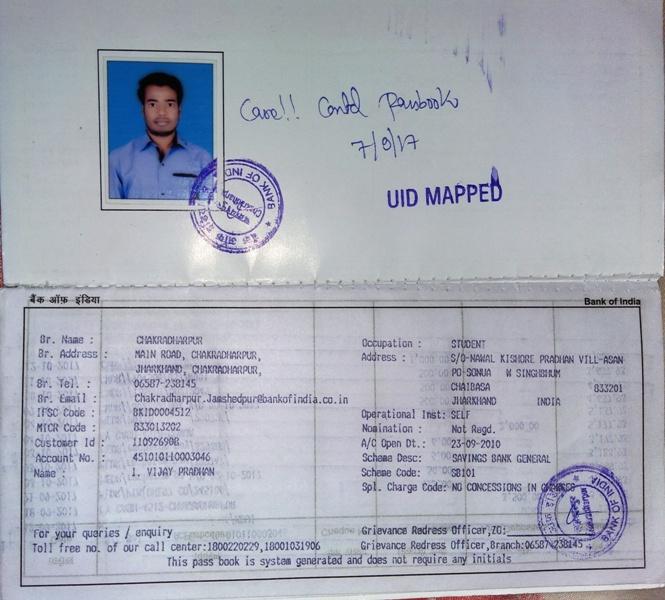 Contd Passbook
7/9/17
UID MAPPED
BANK OF INDIA
बैंक ऑफ़ इंडिया
Bank of India
Br. Name : CHAKRADHARPUR
Br. Address : MAIN ROAD, CHAKRADHARPUR,
JHARKHAND, CHAKRADHARPUR,
Br. Tel. : 06587-238145
Br. Email : Chakradharpur.Jamshedpur@bankofindia.co.in
IFSC Code : BKID0004512
MICR Code : 833013202
Customer Id : 110926908
Account No. : 451010110003046
Name : 1. VIJAY PRADHAN
Occupation : STUDENT
Address : S/O-NAWAL KISHORE PRADHAN VILL-ASAN
PO-SONUA W SINGHBHUM
CHAIBASA 833201
JHARKHAND INDIA
Operational Inst: SELF
Nomination : Not Regd.
A/C Open Dt.: 23-09-2010
Scheme Desc: SAVINGS BANK GENERAL
Scheme Code: SB101
Spl. Charge Code: NO CONCESSIONS IN CHARGES
BANK OF INDIA
For your queries / enquiry
Toll free no. of our call center:1800220229,18001031906
Grievance Redress Officer,ZO:
Grievance Redress Officer,Branch:06587-238145
This pass book is system generated and does not require any initials